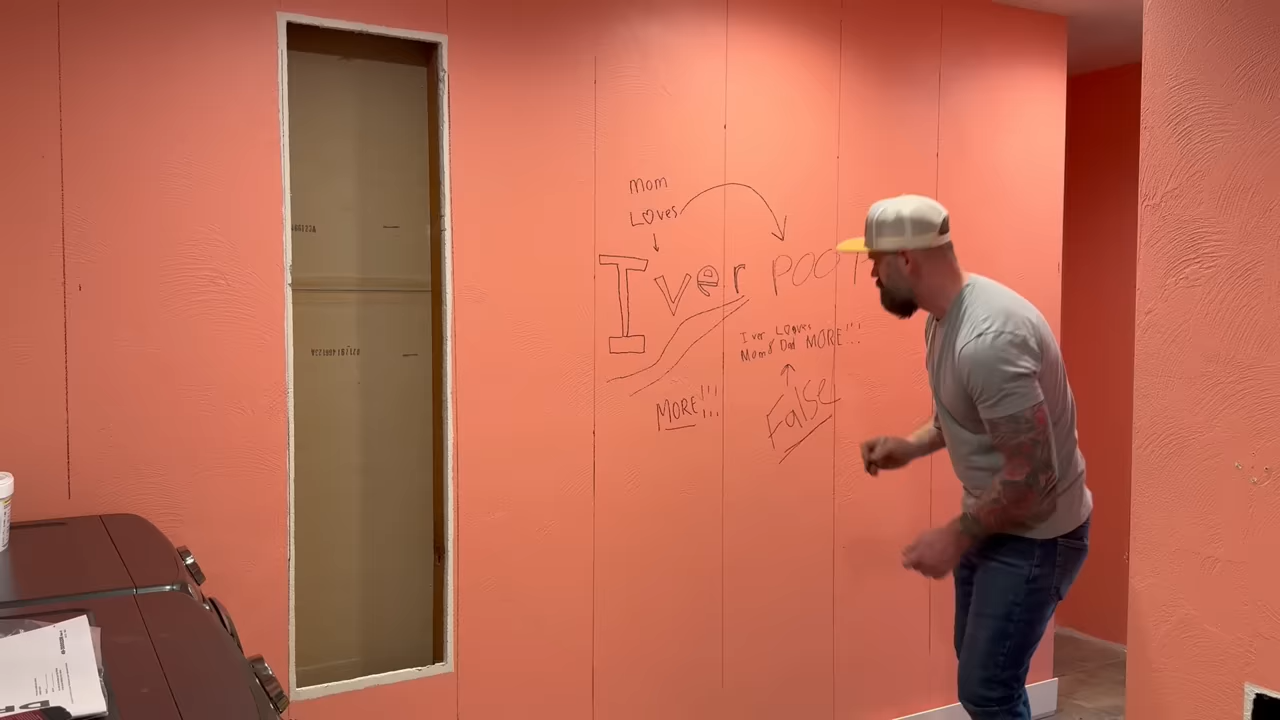 Mom
Loves
Iver POOP
Iver Loves
Mom & Dad MORE!!!
MORE!!!
False